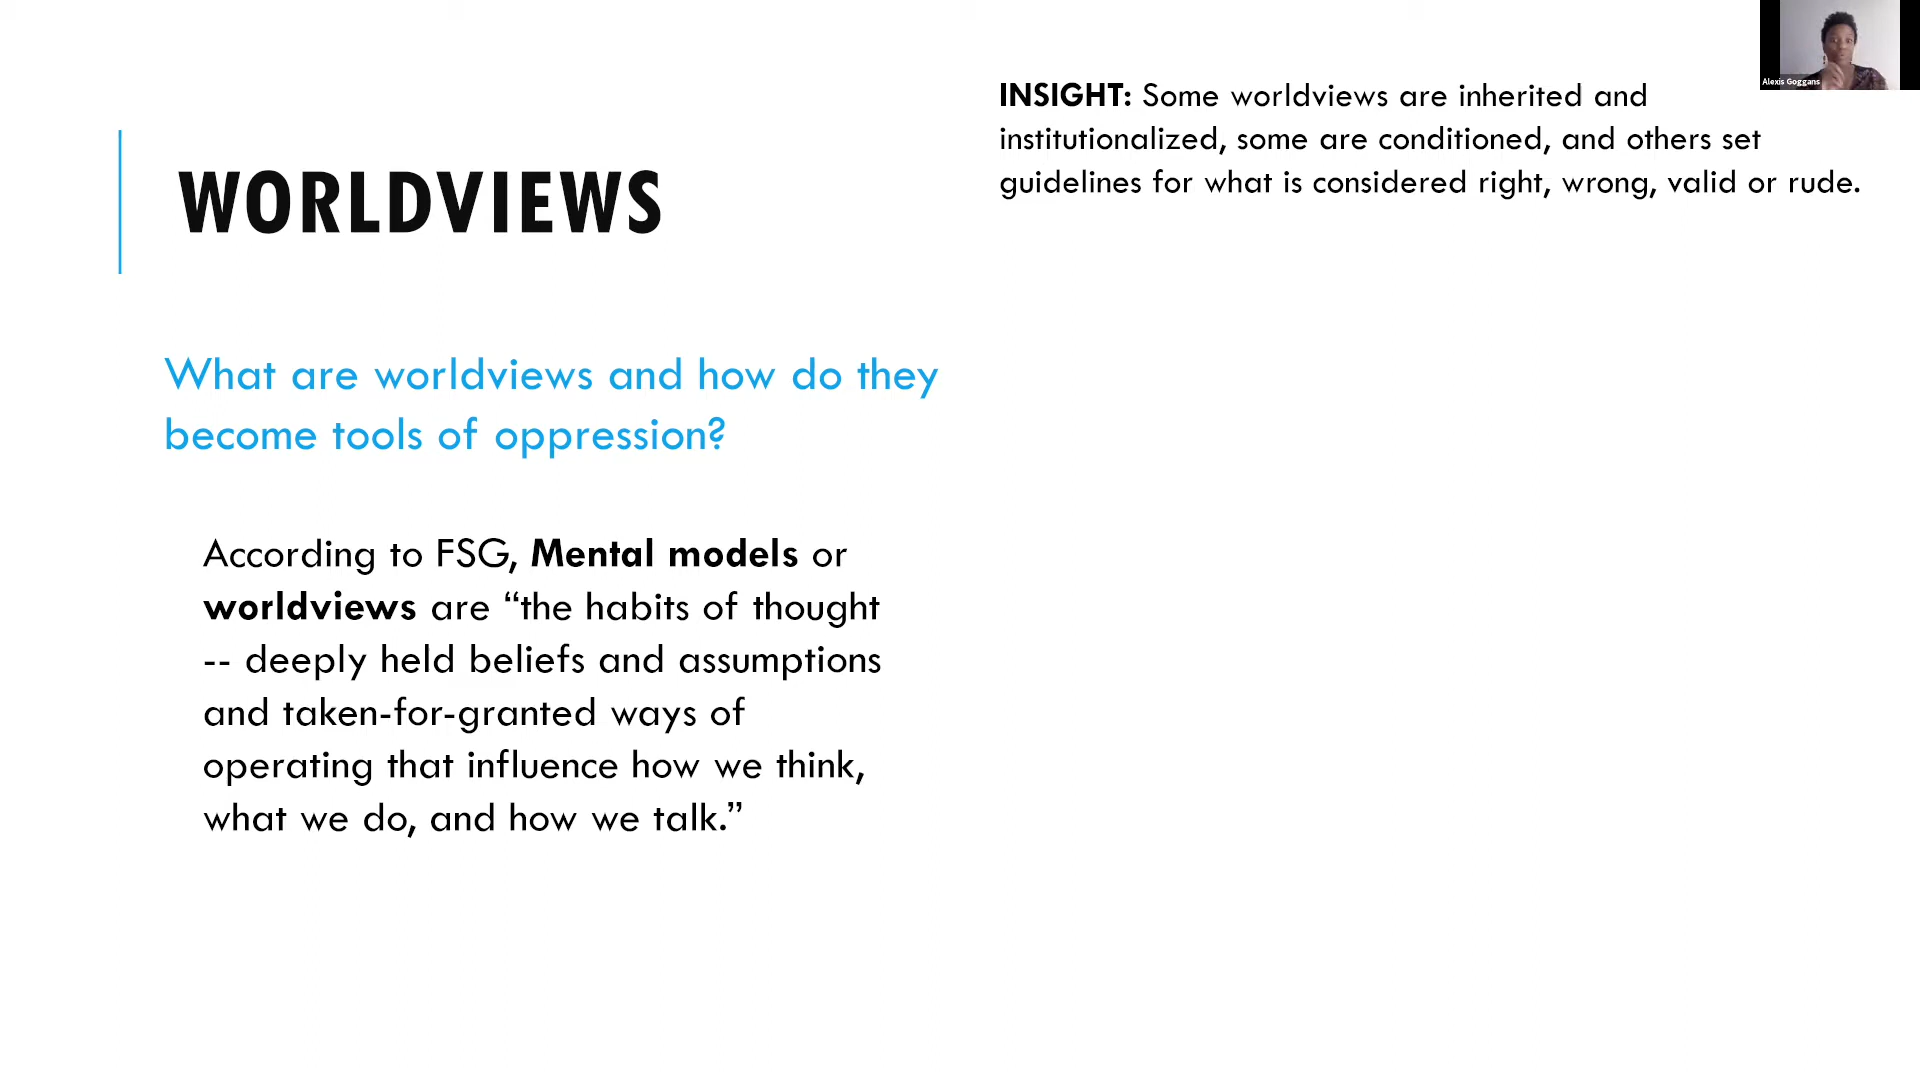 WORLDVIEWS
What are worldviews and how do they
become tools of oppression?
According to FSG, Mental models or
worldviews are “the habits of thought
-- deeply held beliefs and assumptions
and taken-for-granted ways of
operating that influence how we think,
what we do, and how we talk.”
INSIGHT: Some worldviews are inherited and
institutionalized, some are conditioned, and others set
guidelines for what is considered right, wrong, valid or rude.
Alexis Goggans